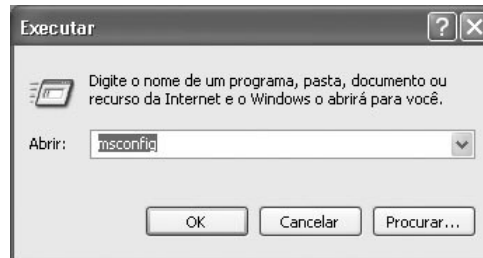 Executar
Digite o nome de um programa, pasta, documento ou
recurso da Internet e o Windows o abrirá para você.
Abrir: msconfig
OK Cancelar Procurar...